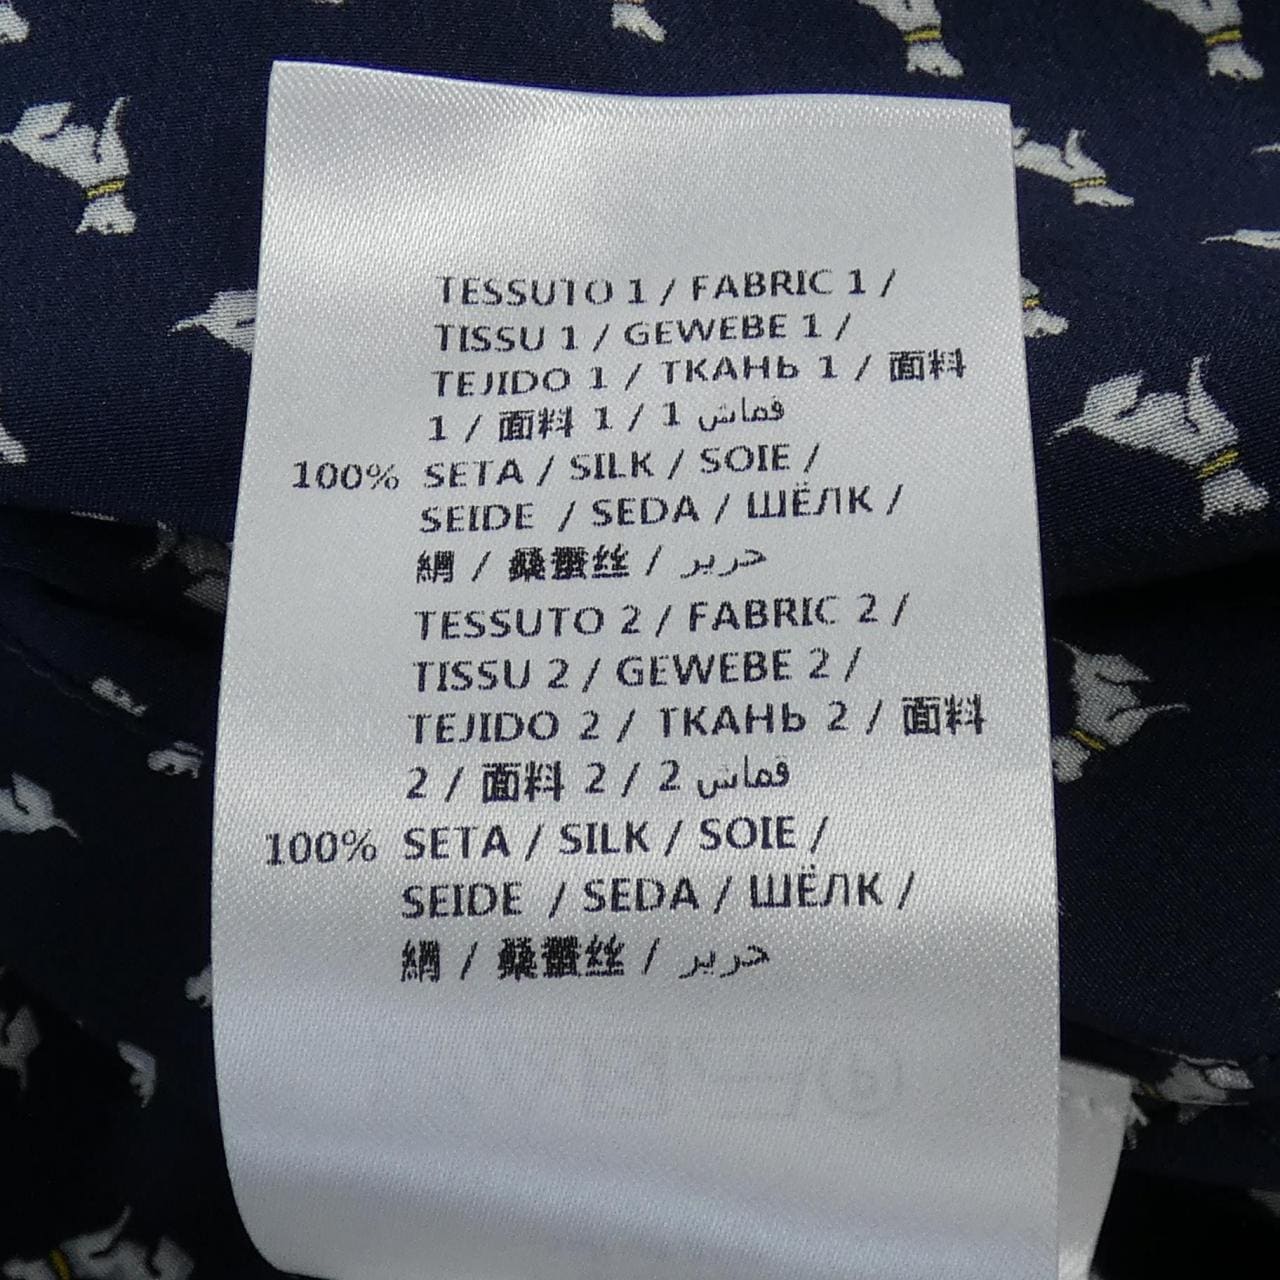 TESSUTO 1 / FABRIC 1 /
TISSU 1 / GEWEBE 1 /
TEJIDO 1 / ТКАНЬ 1 / 面料
1 / 面料 1 / قماش 1
100% SETA / SILK / SOIE /
SEIDE / SEDA / ШЁЛК /
絹 / 桑蠶丝 / حرير
TESSUTO 2 / FABRIC 2 /
TISSU 2 / GEWEBE 2 /
TEJIDO 2 / ТКАНЬ 2 / 面料
2 / 面料 2 / قماش 2
100% SETA / SILK / SOIE /
SEIDE / SEDA / ШЁЛК /
絹 / 桑蠶丝 / حرير